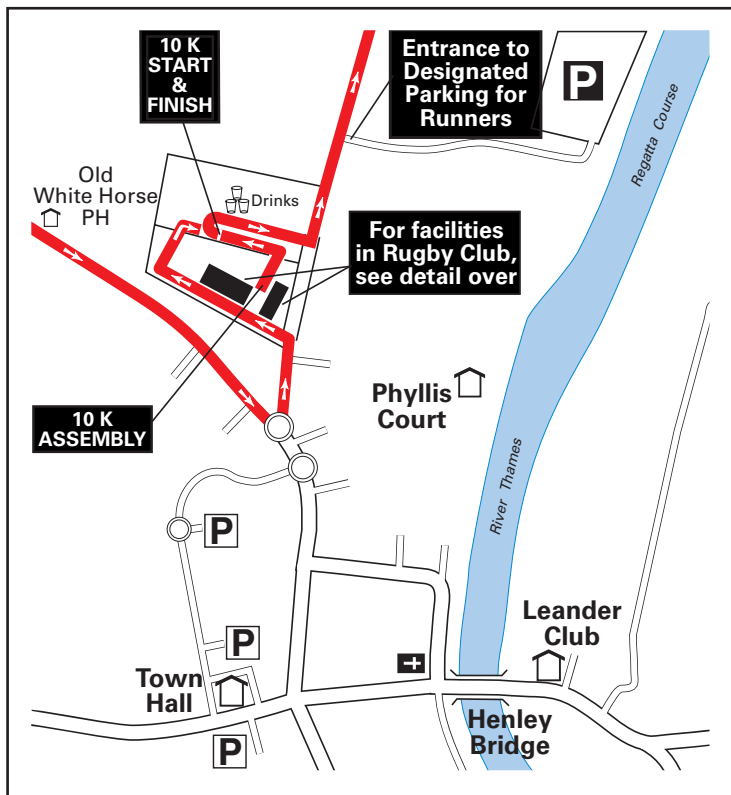 10 K
START
&
FINISH
Entrance to
Designated
Parking for
Runners
P
Regatta Course
Old
White Horse
PH
Drinks
For facilities
in Rugby Club,
see detail over
Phyllis
Court
10 K
ASSEMBLY
River Thames
P
P
Leander
Club
Town
Hall
Henley
Bridge
P